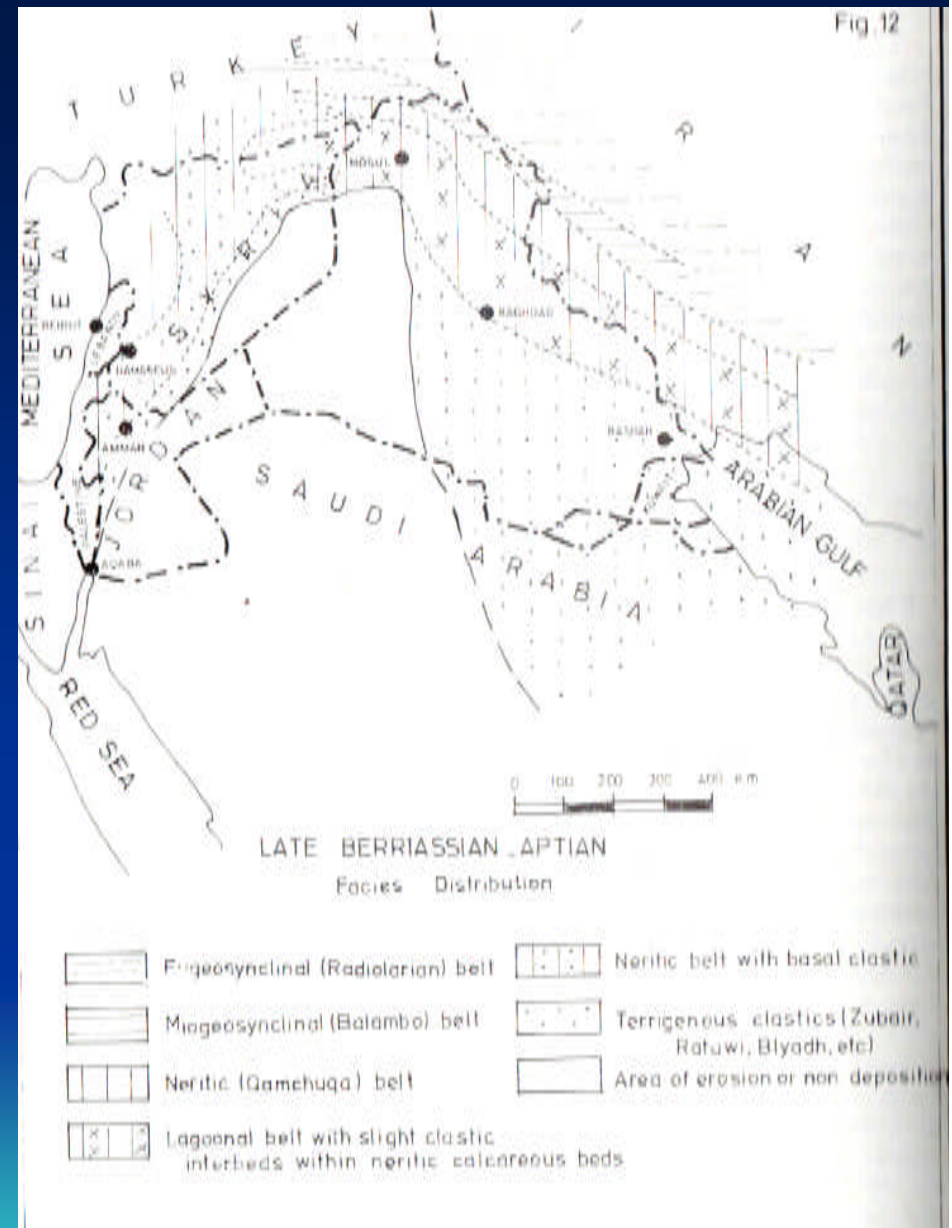 Fig.12
TURKEY
IRAN
MOSUL
MEDITERRANEAN
SEA
BEIRUT
DAMASCUS
BAGHDAD
SYRIA
AMMAN
JORDAN
BASRAH
SAUDI
ARABIA
ARABIAN GULF
AQABA
SINAI
QATAR
RED SEA
0 100 200 300 400 km
LATE BERRIASSIAN - APTIAN
Facies Distribution
Eugeosynclinal (Radiolarian) belt
Miogeosynclinal (Balambo) belt
Neritic (Qamchuqa) belt
Lagoonal belt with slight clastic
interbeds within neritic calcareous beds
Neritic belt with basal clastic
Terrigenous clastics (Zubair,
Ratawi, Biyadh, etc)
Area of erosion or non deposition